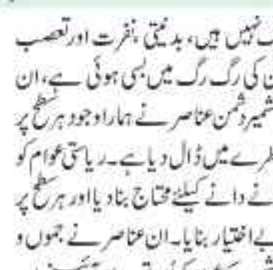 نہیں ہیں، بدنیتی، نفرت اور تعصب
ن کی رگ رگ میں بسی ہوئی ہے، ان
شمیر دشمن عناصر نے ہمارا وجود ہر سطح پر
طرے میں ڈال دیا ہے۔ ریاستی عوام کو
نے دانے کیلئے محتاج بنا دیا اور ہر سطح پر
بے اختیار بنایا۔ ان عناصر نے جموں و